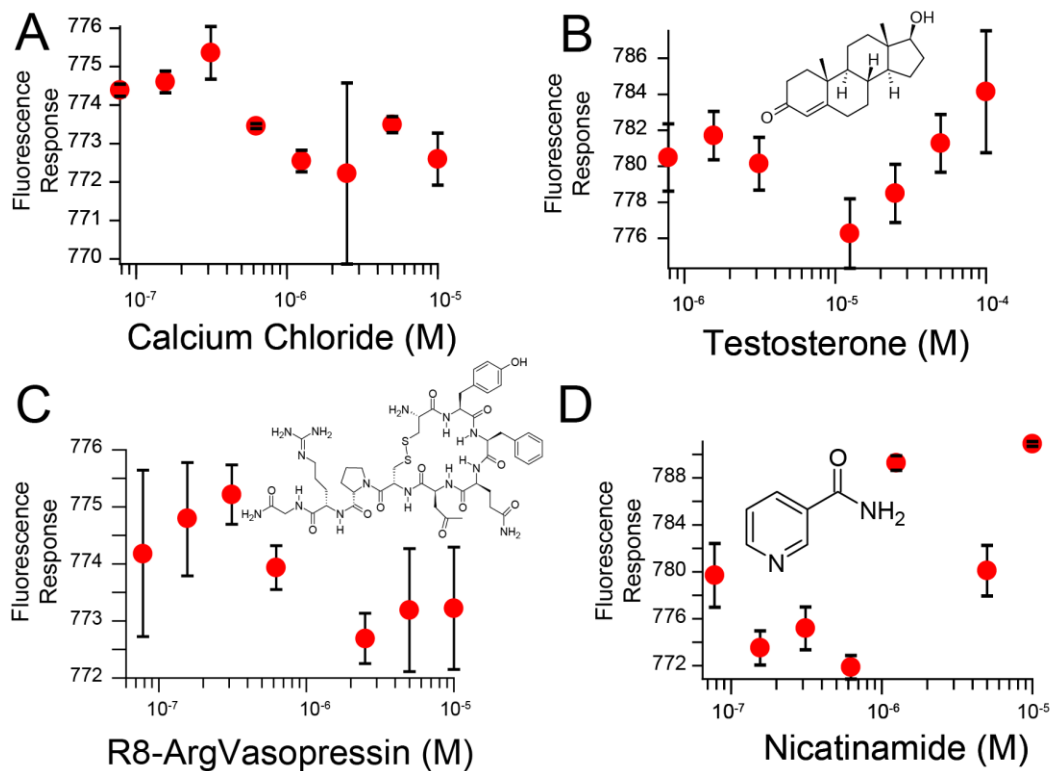 A
Fluorescence
Response
776
775
774
773
772
771
770
10-7
10-6
10-5
Calcium Chloride (M)
B
Fluorescence
Response
786
784
782
780
778
776
OH
H
H
H
O
10-6
10-5
10-4
Testosterone (M)
C
Fluorescence
Response
776
775
774
773
772
OH
H2N
O
N
H
O
NH2
NH2
N
S
S
H
N
O
H
N
O
H2N
O
H
N
O
N
H
O
N
O
N
H
O
H
N
O
O
H
N
O
O
NH2
10-7
10-6
10-5
R8-ArgVasopressin (M)
D
Fluorescence
Response
788
784
780
776
772
O
NH2
N
10-7
10-6
10-5
Nicatinamide (M)